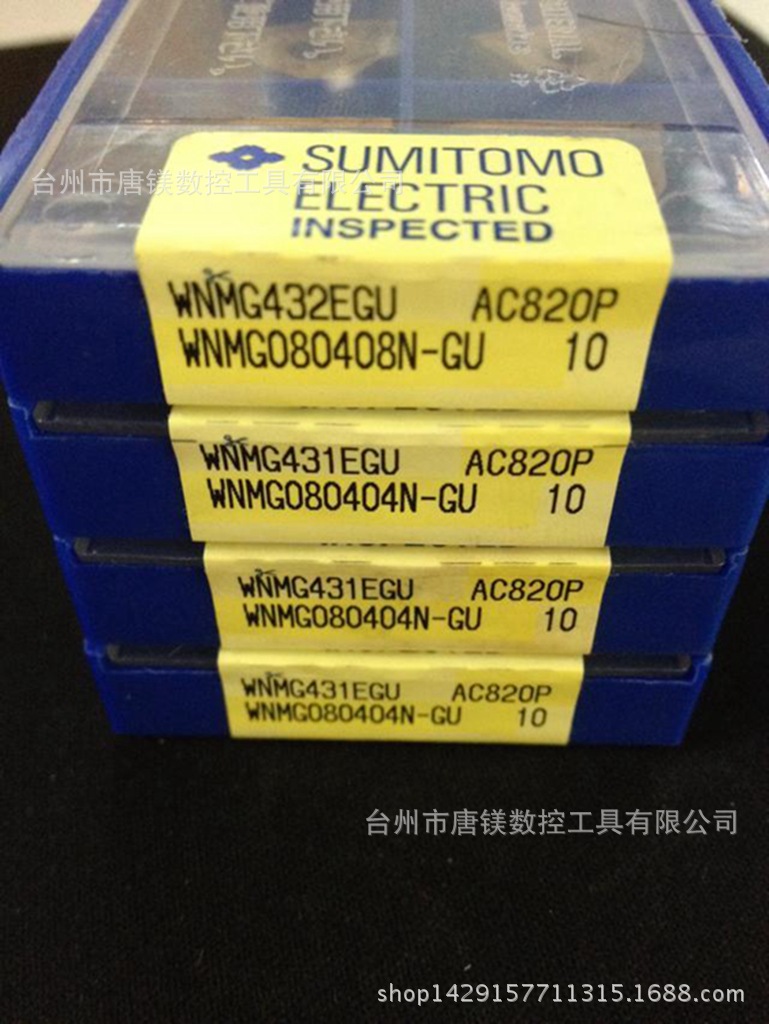 SUMITOMO
台州市唐镁数控工具有限公司
ELECTRIC
INSPECTED
WNMG432EGU AC820P
WNMG080408N-GU 10
WNMG431EGU AC820P
WNMG080404N-GU 10
WNMG431EGU AC820P
WNMG080404N-GU 10
WNMG431EGU AC820P
WNMG080404N-GU 10
台州市唐镁数控工具有限公司
shop1429157711315.1688.com